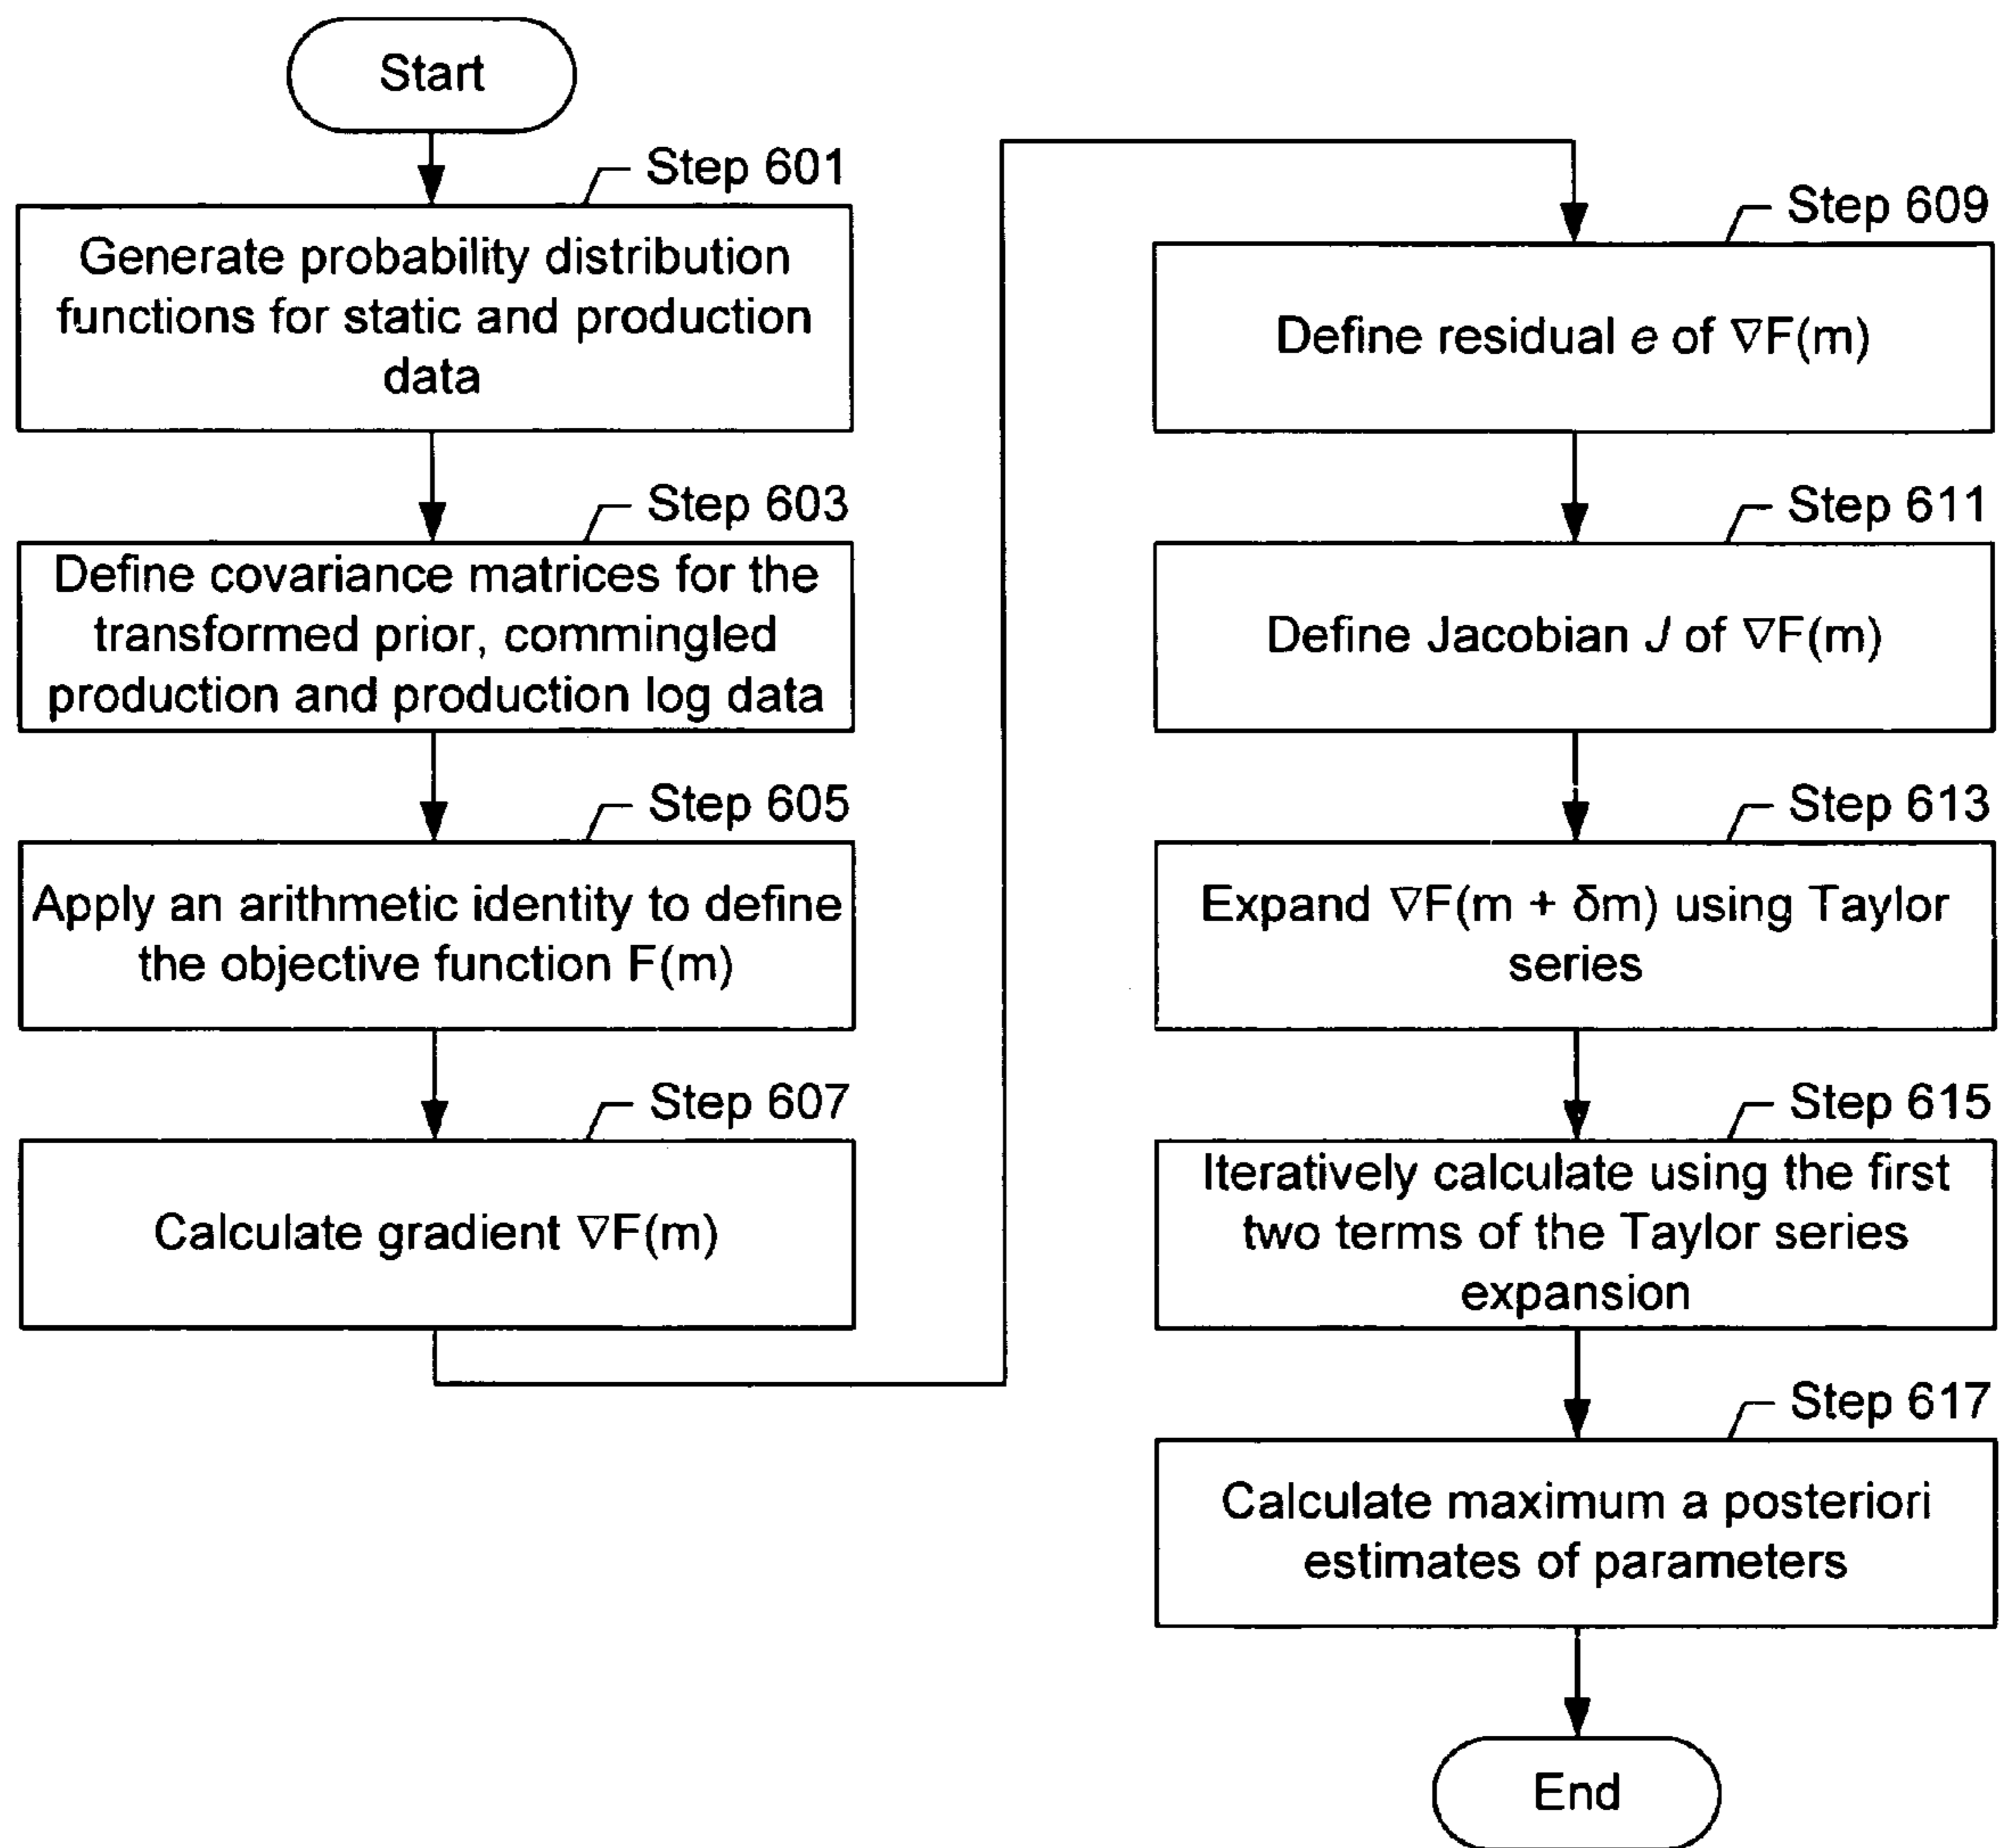 Start
Step 601
Generate probability distribution
functions for static and production
data
Step 603
Define covariance matrices for the
transformed prior, commingled
production and production log data
Step 605
Apply an arithmetic identity to define
the objective function F(m)
Step 607
Calculate gradient ∇F(m)
Step 609
Define residual e of ∇F(m)
Step 611
Define Jacobian J of ∇F(m)
Step 613
Expand ∇F(m + δm) using Taylor
series
Step 615
Iteratively calculate using the first
two terms of the Taylor series
expansion
Step 617
Calculate maximum a posteriori
estimates of parameters
End